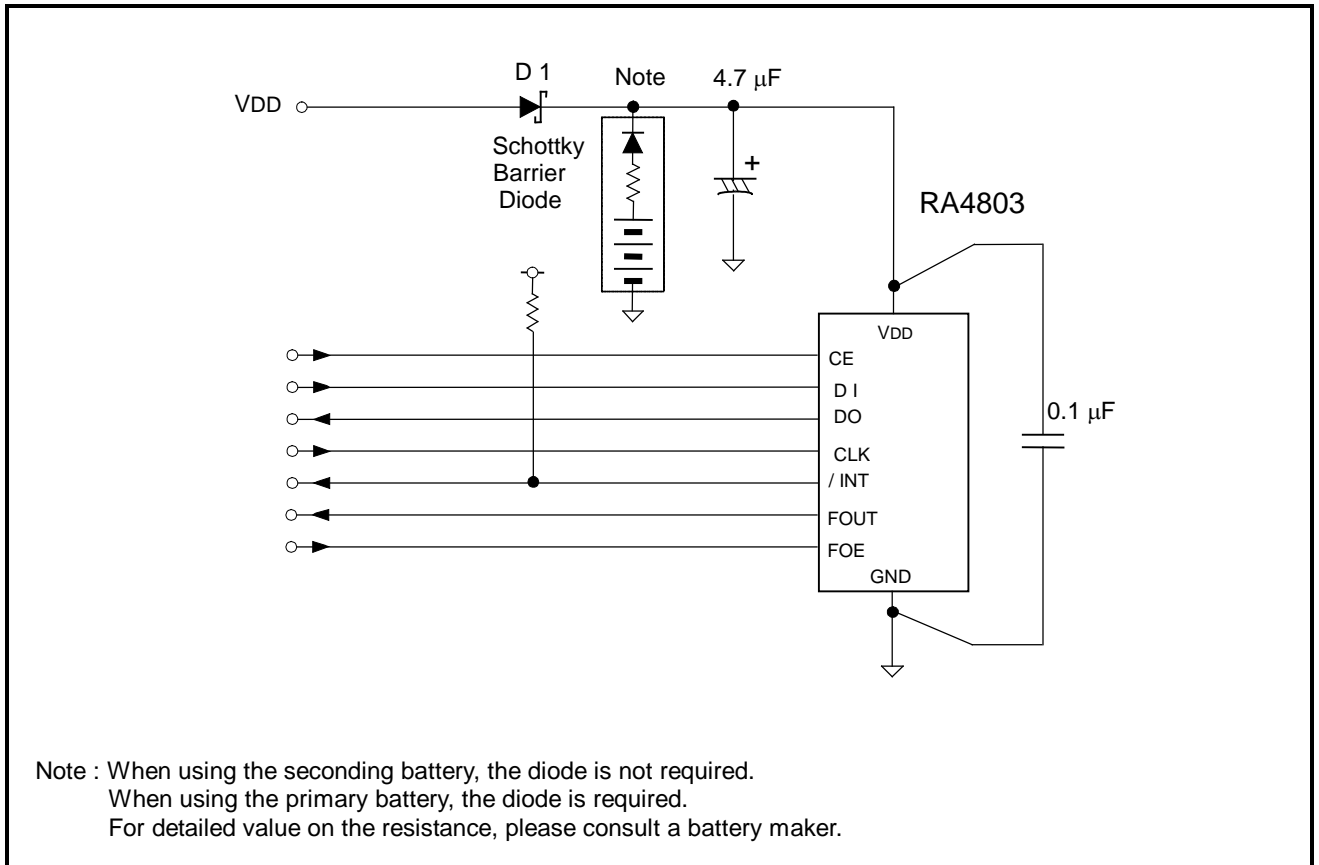 D 1
Note
4.7 μF
VDD
Schottky
Barrier
Diode
+
RA4803
VDD
CE
D I
DO
CLK
/ INT
FOUT
FOE
GND
0.1 μF
Note : When using the seconding battery, the diode is not required.
When using the primary battery, the diode is required.
For detailed value on the resistance, please consult a battery maker.